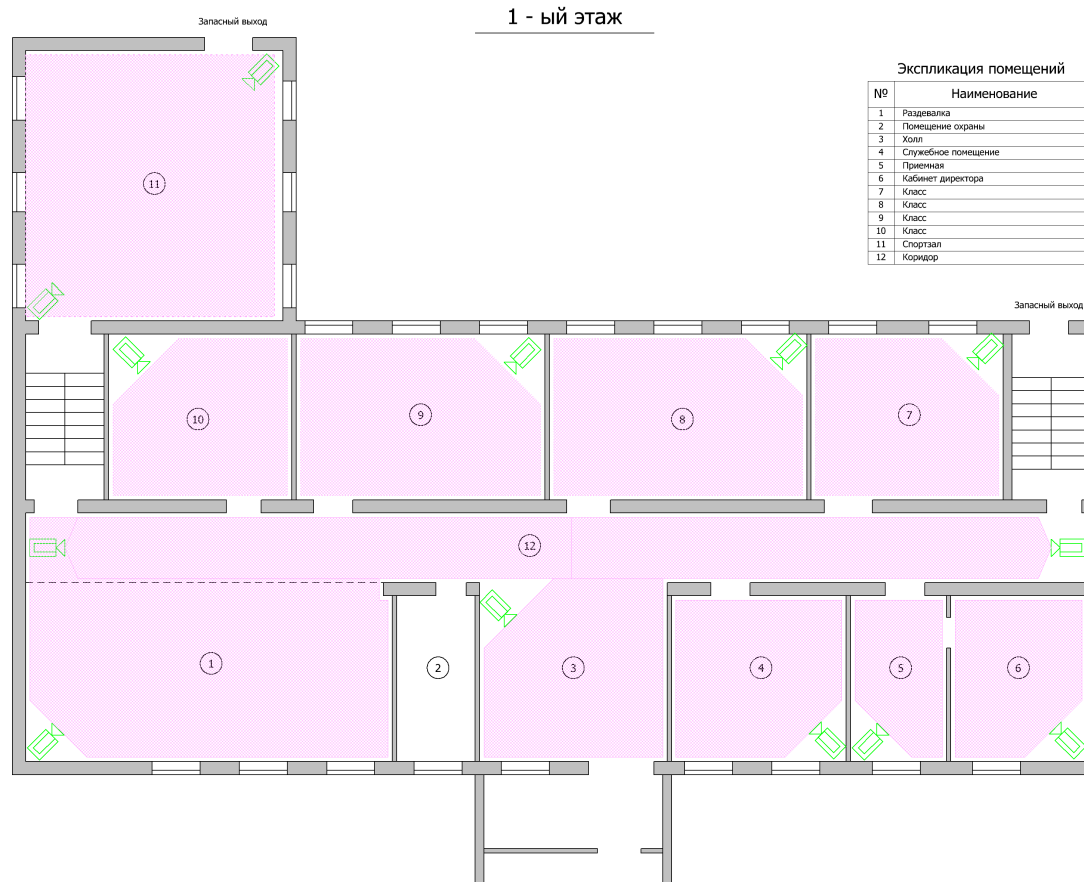 1 - ый этаж
Запасный выход
Экспликация помещений
№ Наименование
1 Раздевалка
2 Помещение охраны
3 Холл
4 Служебное помещение
5 Приемная
6 Кабинет директора
7 Класс
8 Класс
9 Класс
10 Класс
11 Спортзал
12 Коридор
11
Запасный выход
10
9
8
7
12
1
2
3
4
5
6